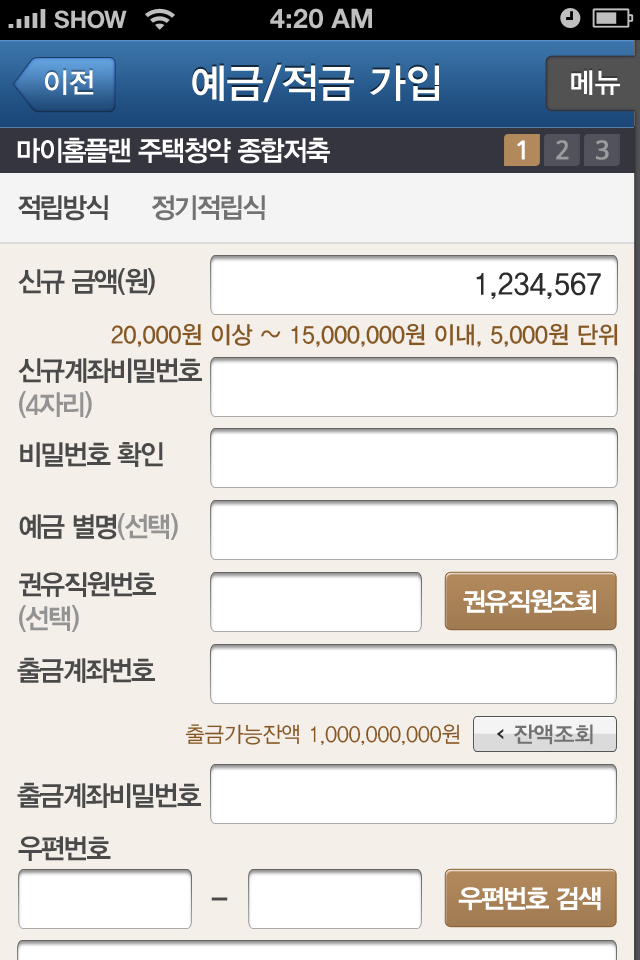 SHOW 4:20 AM
이전 예금/적금 가입 메뉴
마이홈플랜 주택청약 종합저축 1 2 3
적립방식 정기적립식
신규 금액(원) 1,234,567
20,000원 이상 ~ 15,000,000원 이내, 5,000원 단위
신규계좌비밀번호
(4자리)
비밀번호 확인
예금 별명(선택)
권유직원번호
(선택)
권유직원조회
출금계좌번호
출금가능잔액 1,000,000,000원 < 잔액조회
출금계좌비밀번호
우편번호
– 우편번호 검색